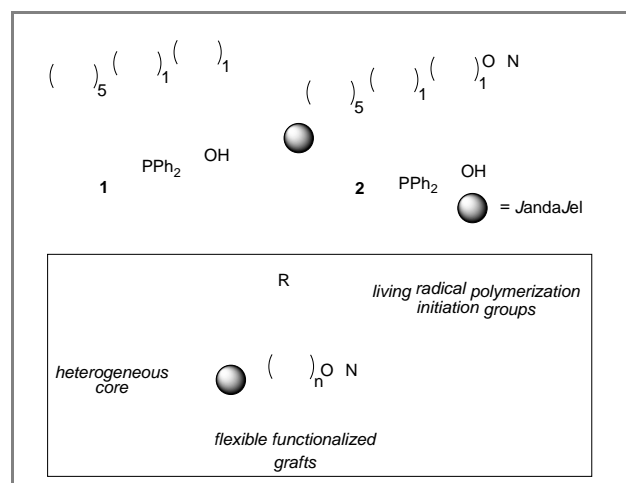 ( )5 ( )1 ( )1
( )5 ( )1 ( )1 O N
PPh2 OH
1
PPh2 OH
2
= JandaJel
R
living radical polymerization
initiation groups
heterogeneous
core
( )n O N
flexible functionalized
grafts